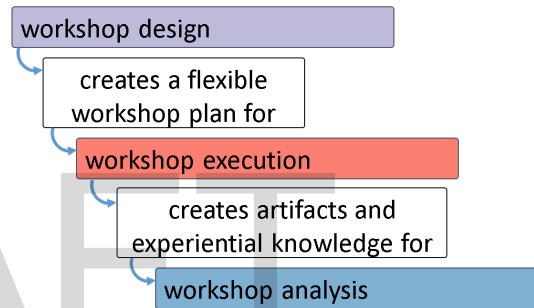 workshop design
creates a flexible
workshop plan for
workshop execution
creates artifacts and
experiential knowledge for
workshop analysis